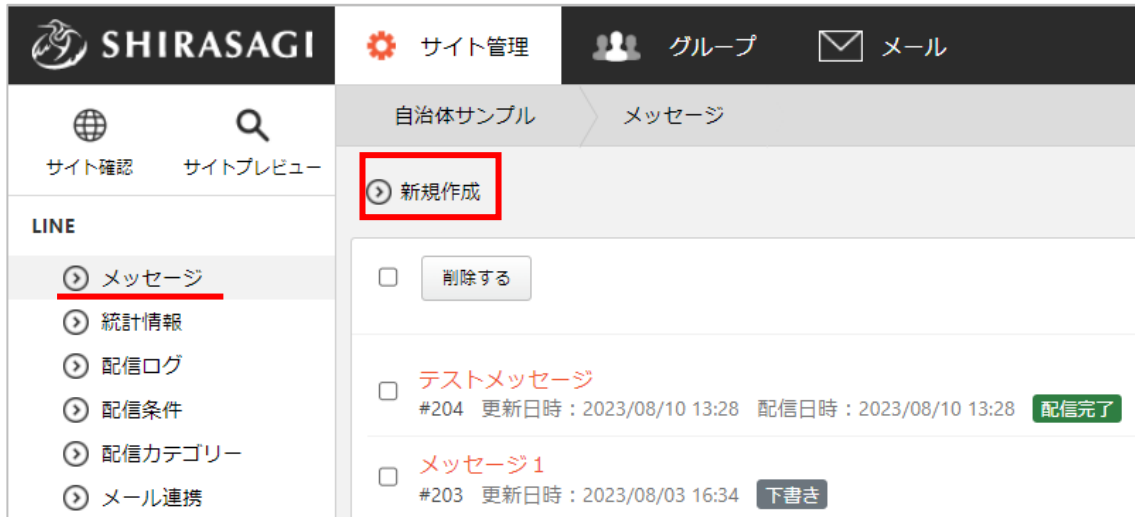 SHIRASAGI
サイト管理
グループ
メール
サイト確認
サイトプレビュー
自治体サンプル
メッセージ
新規作成
LINE
メッセージ
統計情報
配信ログ
配信条件
配信カテゴリー
メール連携
削除する
テストメッセージ
#204 更新日時：2023/08/10 13:28 配信日時：2023/08/10 13:28 配信完了
メッセージ１
#203 更新日時：2023/08/03 16:34 下書き